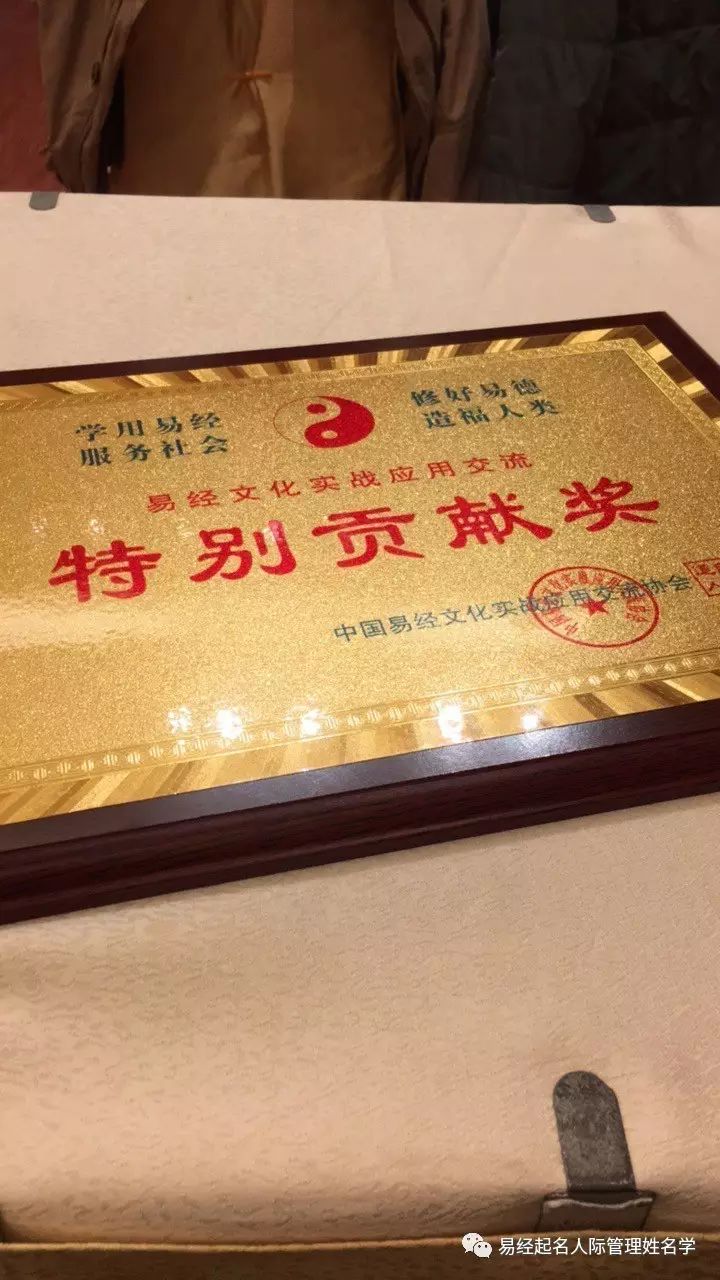 学用易经
服务社会
修好易德
造福人类
易经文化实战应用交流
特别贡献奖
中国易经文化实战应用交流协会
易经起名人际管理姓名学